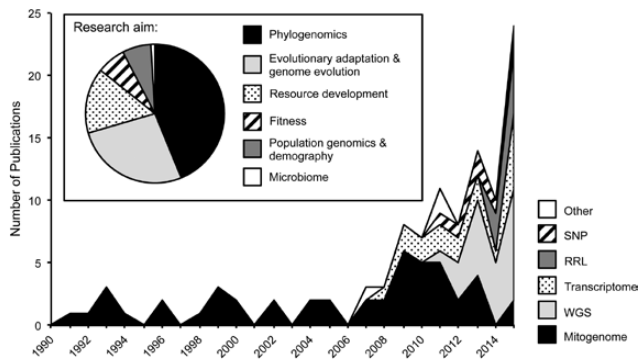 Research aim:
Phylogenomics
Evolutionary adaptation &
genome evolution
Resource development
Fitness
Population genomics &
demography
Microbiome
Number of Publications
25
20
15
10
5
0
Other
SNP
RRL
Transcriptome
WGS
Mitogenome
1990
1992
1994
1996
1998
2000
2002
2004
2006
2008
2010
2012
2014